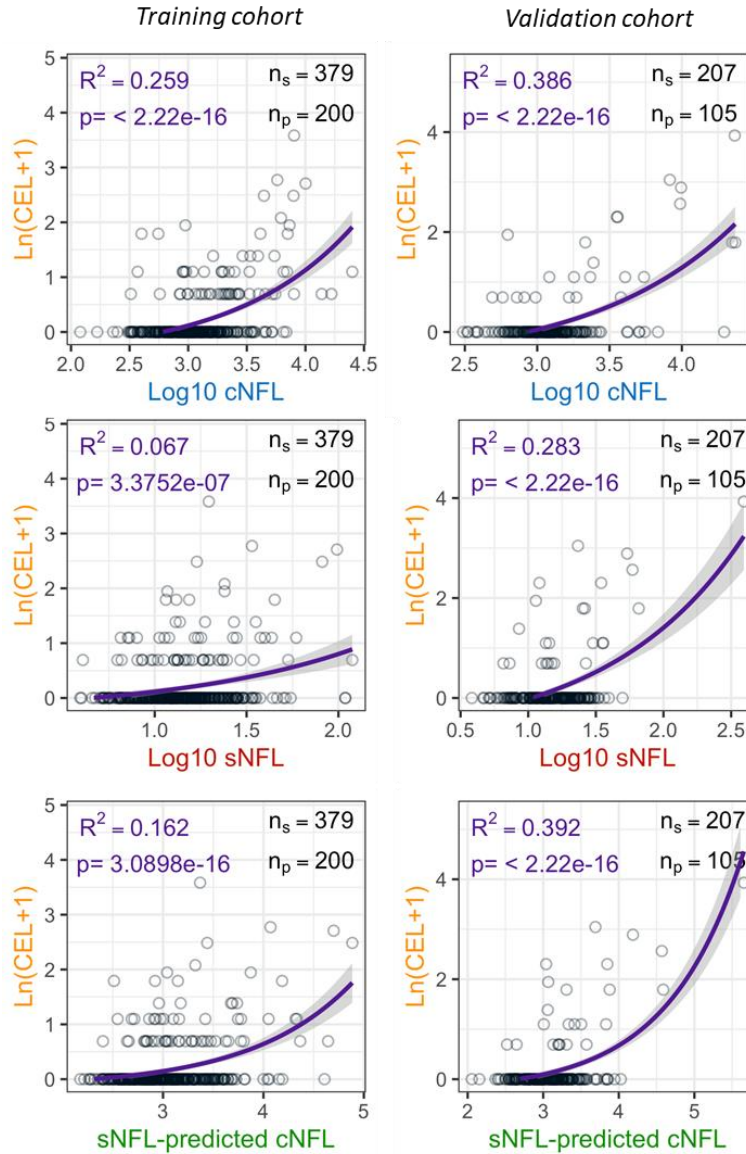 Training cohort Validation cohort
R² = 0.259 nₛ = 379 R² = 0.386 nₛ = 207
p= < 2.22e-16 nₚ = 200 p= < 2.22e-16 nₚ = 105
Ln(CEL+1) Ln(CEL+1)
5
4
3
2
1
0
4
2
0
2.0 2.5 3.0 3.5 4.0 4.5 2.5 3.0 3.5 4.0
Log10 cNFL Log10 cNFL
R² = 0.067 nₛ = 379 R² = 0.283 nₛ = 207
p= 3.3752e-07 nₚ = 200 p= < 2.22e-16 nₚ = 105
Ln(CEL+1) Ln(CEL+1)
5
4
3
2
1
0
4
2
0
1.0 1.5 2.0 0.5 1.0 1.5 2.0 2.5
Log10 sNFL Log10 sNFL
R² = 0.162 nₛ = 379 R² = 0.392 nₛ = 207
p= 3.0898e-16 nₚ = 200 p= < 2.22e-16 nₚ = 105
Ln(CEL+1) Ln(CEL+1)
5
4
3
2
1
0
4
2
0
3 4 5 2 3 4 5
sNFL-predicted cNFL sNFL-predicted cNFL